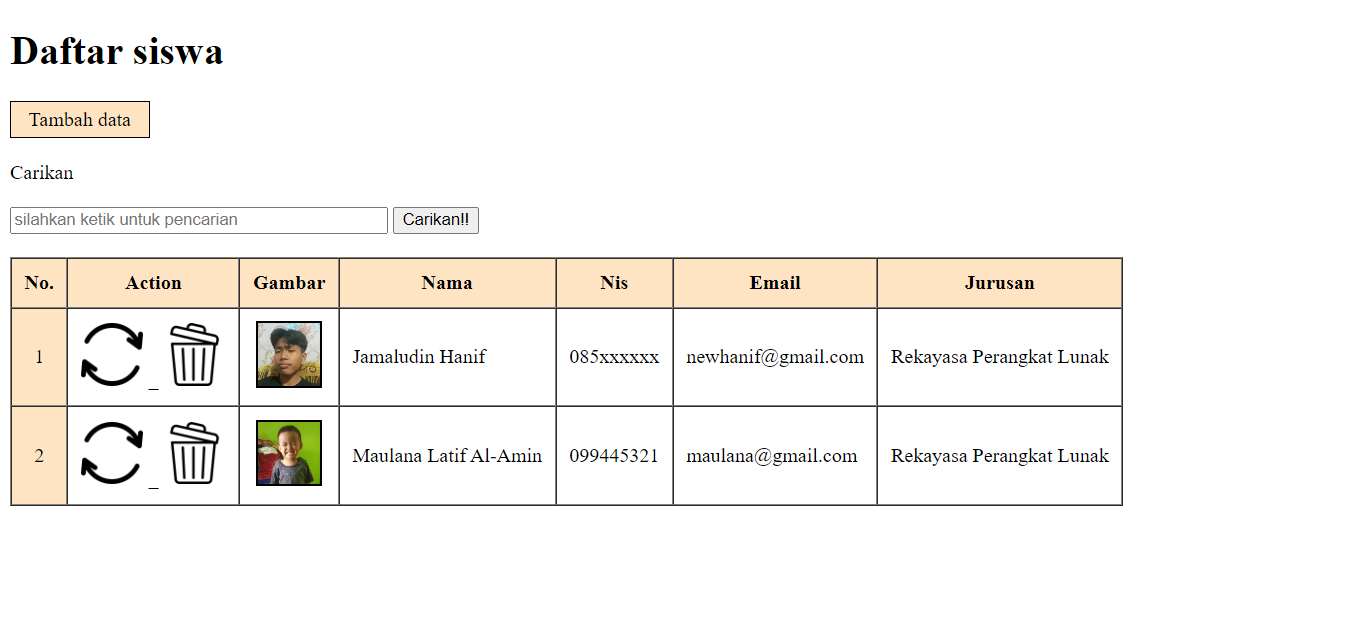 Daftar siswa
Tambah data
Carikan
silahkan ketik untuk pencarian Carikan!!
No. Action Gambar Nama Nis Email Jurusan
1 _ Jamaludin Hanif 085xxxxxx newhanif@gmail.com Rekayasa Perangkat Lunak
2 _ Maulana Latif Al-Amin 099445321 maulana@gmail.com Rekayasa Perangkat Lunak